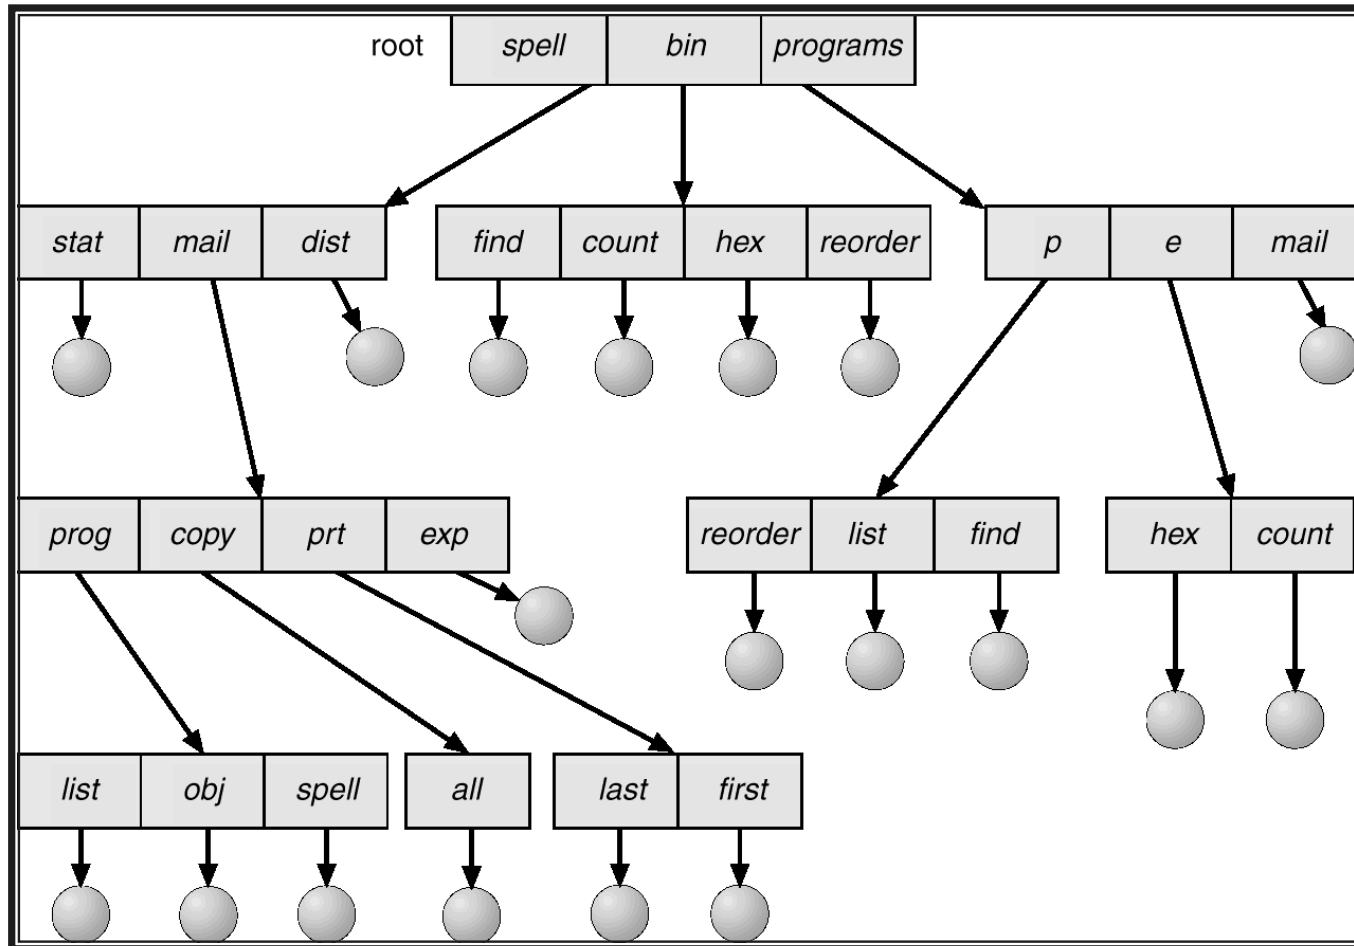 root spell bin programs
stat mail dist find count hex reorder p e mail
prog copy prt exp reorder list find hex count
list obj spell all last first